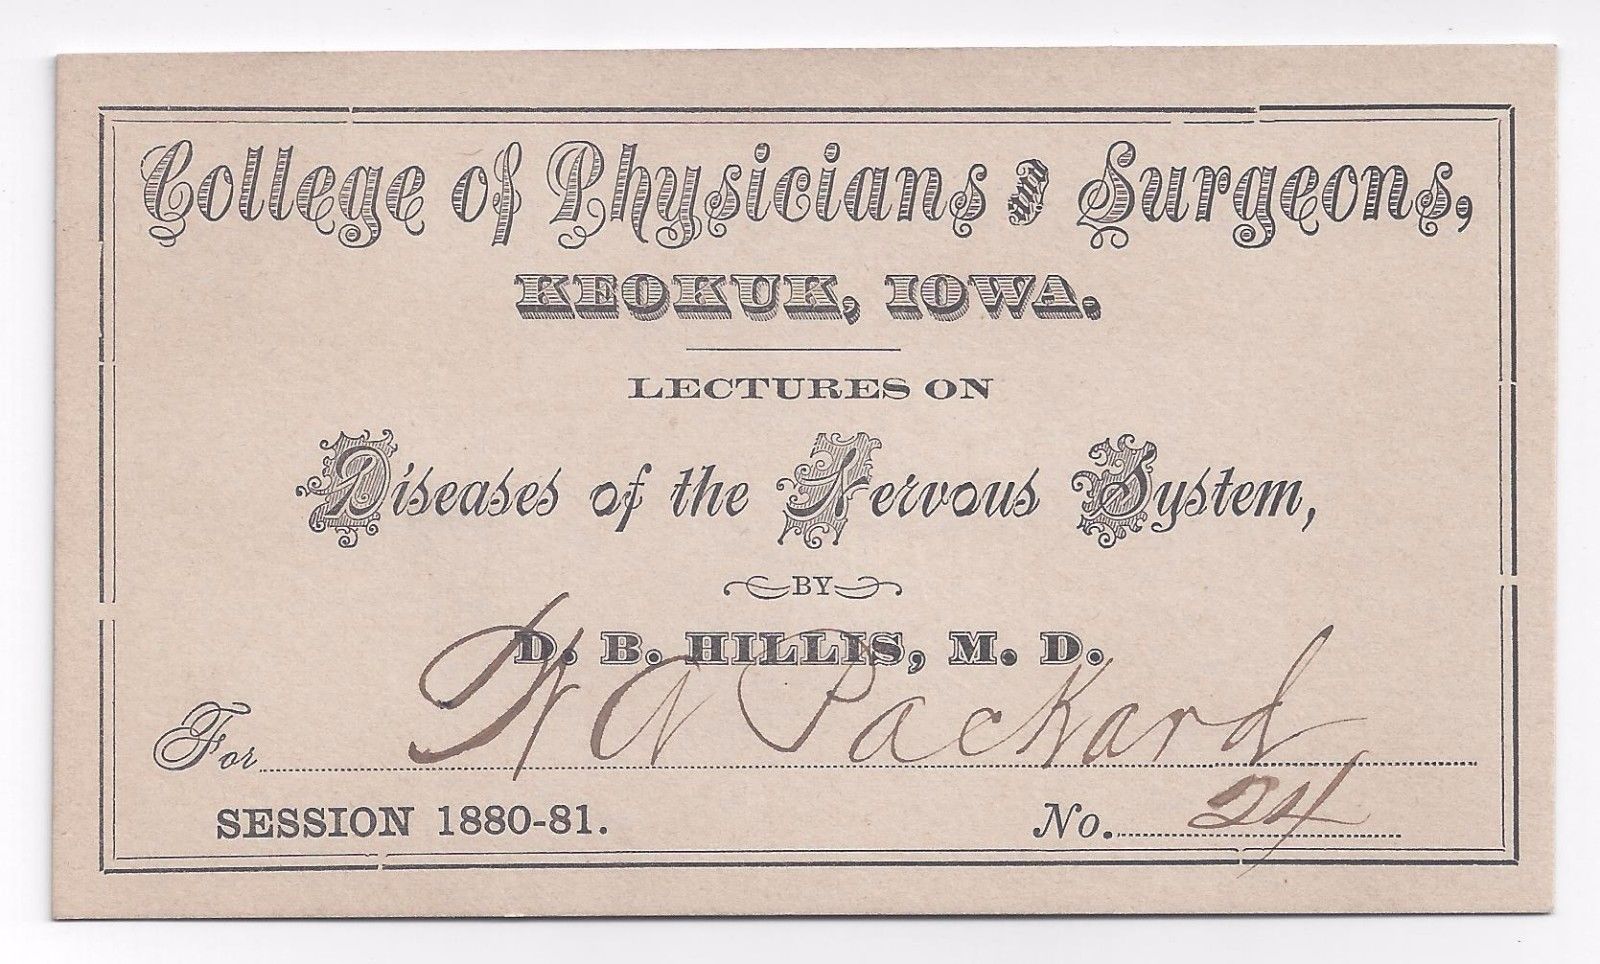 College of Physicians and Surgeons,
KEOKUK, IOWA.
LECTURES ON
Diseases of the Nervous System,
BY
D. B. HILLIS, M. D.
For Packard
SESSION 1880-81. No. 24